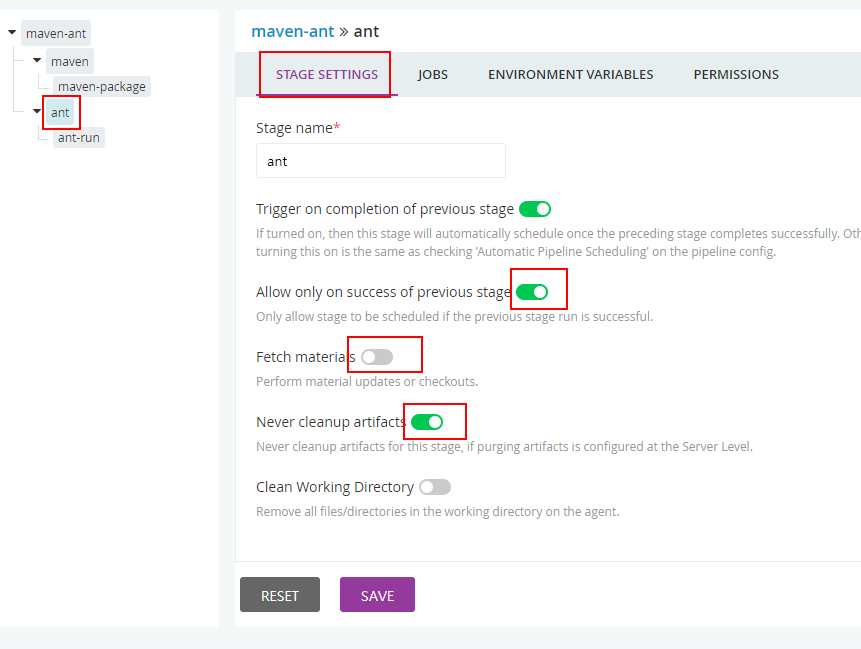 maven-ant
maven
maven-package
ant
ant-run
maven-ant » ant
STAGE SETTINGS JOBS ENVIRONMENT VARIABLES PERMISSIONS
Stage name*
ant
Trigger on completion of previous stage
If turned on, then this stage will automatically schedule once the preceding stage completes successfully. Oth
turning this on is the same as checking 'Automatic Pipeline Scheduling' on the pipeline config.
Allow only on success of previous stage
Only allow stage to be scheduled if the previous stage run is successful.
Fetch materials
Perform material updates or checkouts.
Never cleanup artifacts
Never cleanup artifacts for this stage, if purging artifacts is configured at the Server Level.
Clean Working Directory
Remove all files/directories in the working directory on the agent.
RESET SAVE